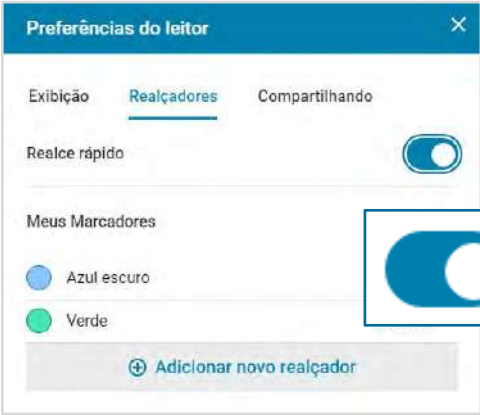 Preferências do leitor
Exibição Realçadores Compartilhando
Realce rápido
Meus Marcadores
Azul escuro
Verde
Adicionar novo realçador